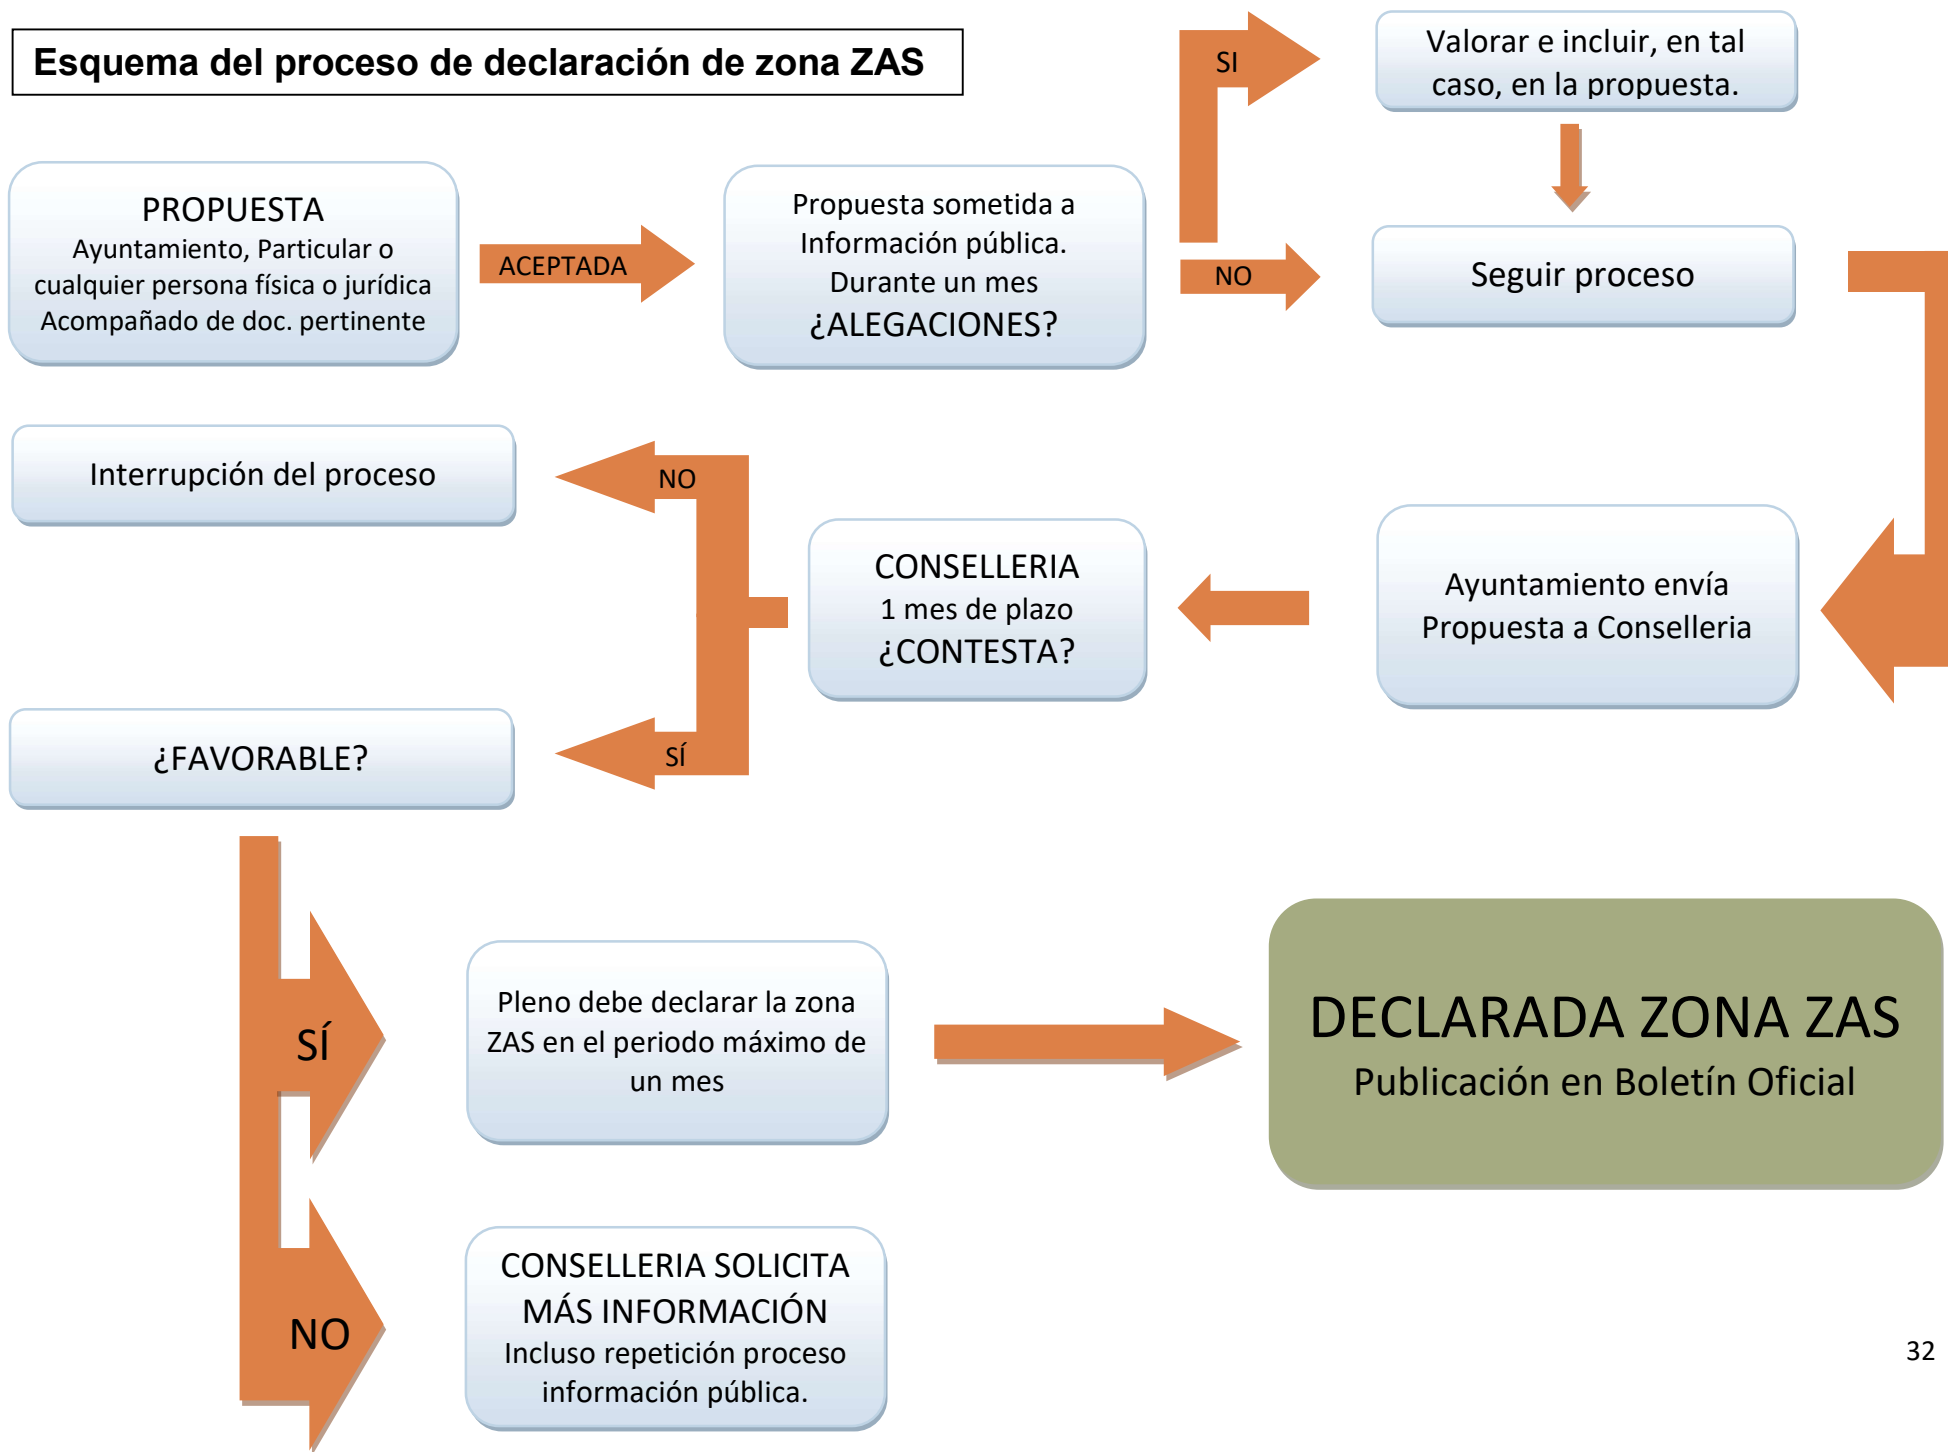 Esquema del proceso de declaración de zona ZAS
SI
Valorar e incluir, en tal
caso, en la propuesta.
PROPUESTA
Ayuntamiento, Particular o
cualquier persona física o jurídica
Acompañado de doc. pertinente
ACEPTADA
Propuesta sometida a
Información pública.
Durante un mes
¿ALEGACIONES?
NO
Seguir proceso
Interrupción del proceso
NO
CONSELLERIA
1 mes de plazo
¿CONTESTA?
Ayuntamiento envía
Propuesta a Conselleria
¿FAVORABLE?
SÍ
SÍ
Pleno debe declarar la zona
ZAS en el periodo máximo de
un mes
DECLARADA ZONA ZAS
Publicación en Boletín Oficial
NO
CONSELLERIA SOLICITA
MÁS INFORMACIÓN
Incluso repetición proceso
información pública.
32